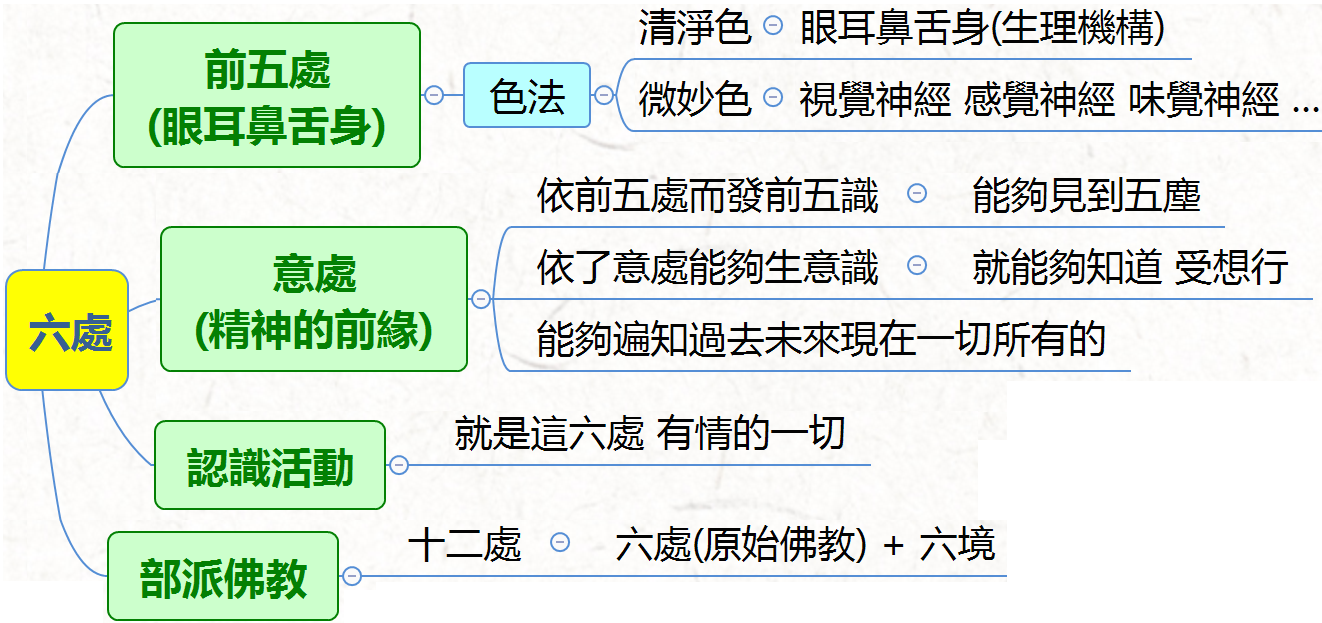 六處
前五處
(眼耳鼻舌身)
色法
清淨色 眼耳鼻舌身(生理機構)
微妙色 視覺神經 感覺神經 味覺神經 ...
意處
(精神的前緣)
依前五處而發前五識 能夠見到五塵
依了意處能夠生意識 就能夠知道 受想行
能夠遍知過去未來現在一切所有的
認識活動
就是這六處 有情的一切
部派佛教
十二處 六處(原始佛教) + 六境